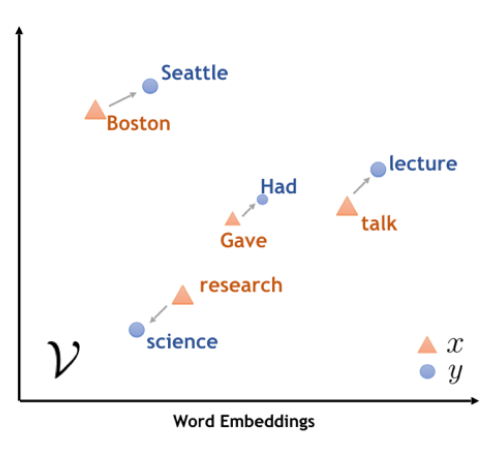 Seattle
Boston
lecture
Had
talk
Gave
research
science
𝒱
x
y
Word Embeddings